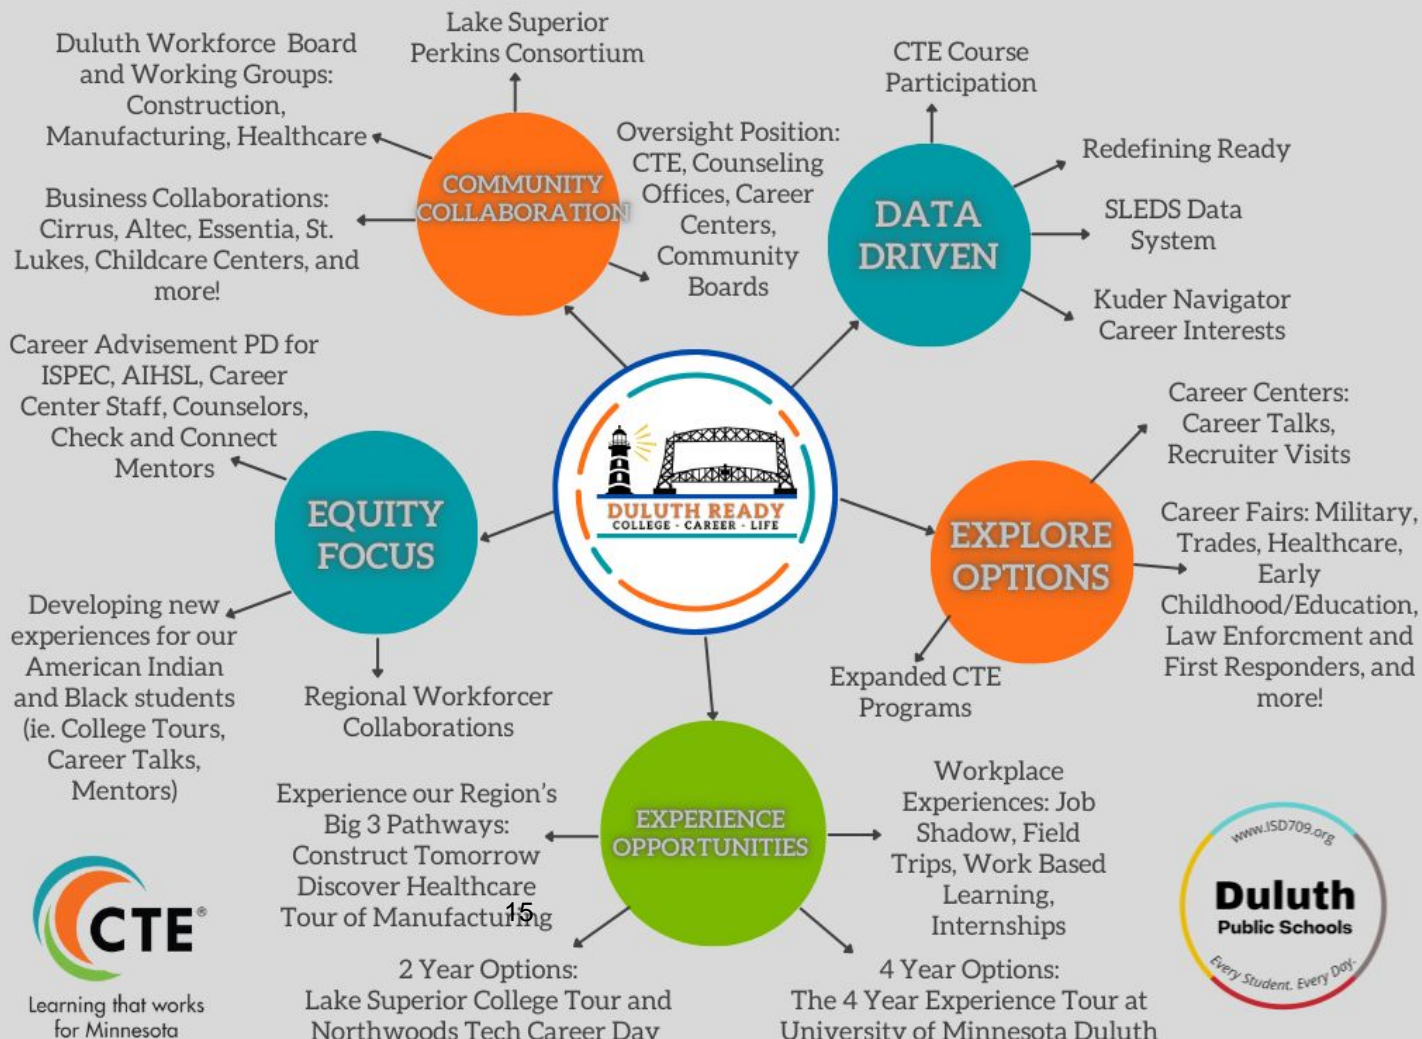 Lake Superior
Perkins Consortium
Duluth Workforce Board
and Working Groups:
Construction,
Manufacturing, Healthcare
Business Collaborations:
Cirrus, Altec, Essentia, St.
Lukes, Childcare Centers, and
more!
COMMUNITY
COLLABORATION
Oversight Position:
CTE, Counseling
Offices, Career
Centers,
Community
Boards
CTE Course
Participation
DATA
DRIVEN
Redefining Ready
SLEDS Data
System
Kuder Navigator
Career Interests
Career Advisement PD for
ISPEC, AIHSL, Career
Center Staff, Counselors,
Check and Connect
Mentors
EQUITY
FOCUS
Developing new
experiences for our
American Indian
and Black students
(ie. College Tours,
Career Talks,
Mentors)
Regional Workforcer
Collaborations
DULUTH READY
COLLEGE - CAREER - LIFE
EXPLORE
OPTIONS
Career Centers:
Career Talks,
Recruiter Visits
Career Fairs: Military,
Trades, Healthcare,
Early
Childhood/Education,
Law Enforcment and
First Responders, and
more!
Expanded CTE
Programs
EXPERIENCE
OPPORTUNITIES
Experience our Region's
Big 3 Pathways:
Construct Tomorrow
Discover Healthcare
Tour of Manufacturing
15
Workplace
Experiences: Job
Shadow, Field
Trips, Work Based
Learning,
Internships
2 Year Options:
Lake Superior College Tour and
Northwoods Tech Career Day
4 Year Options:
The 4 Year Experience Tour at
University of Minnesota Duluth
CTE®
Learning that works
for Minnesota
www.ISD709.org
Duluth
Public Schools
Every Student. Every Day.